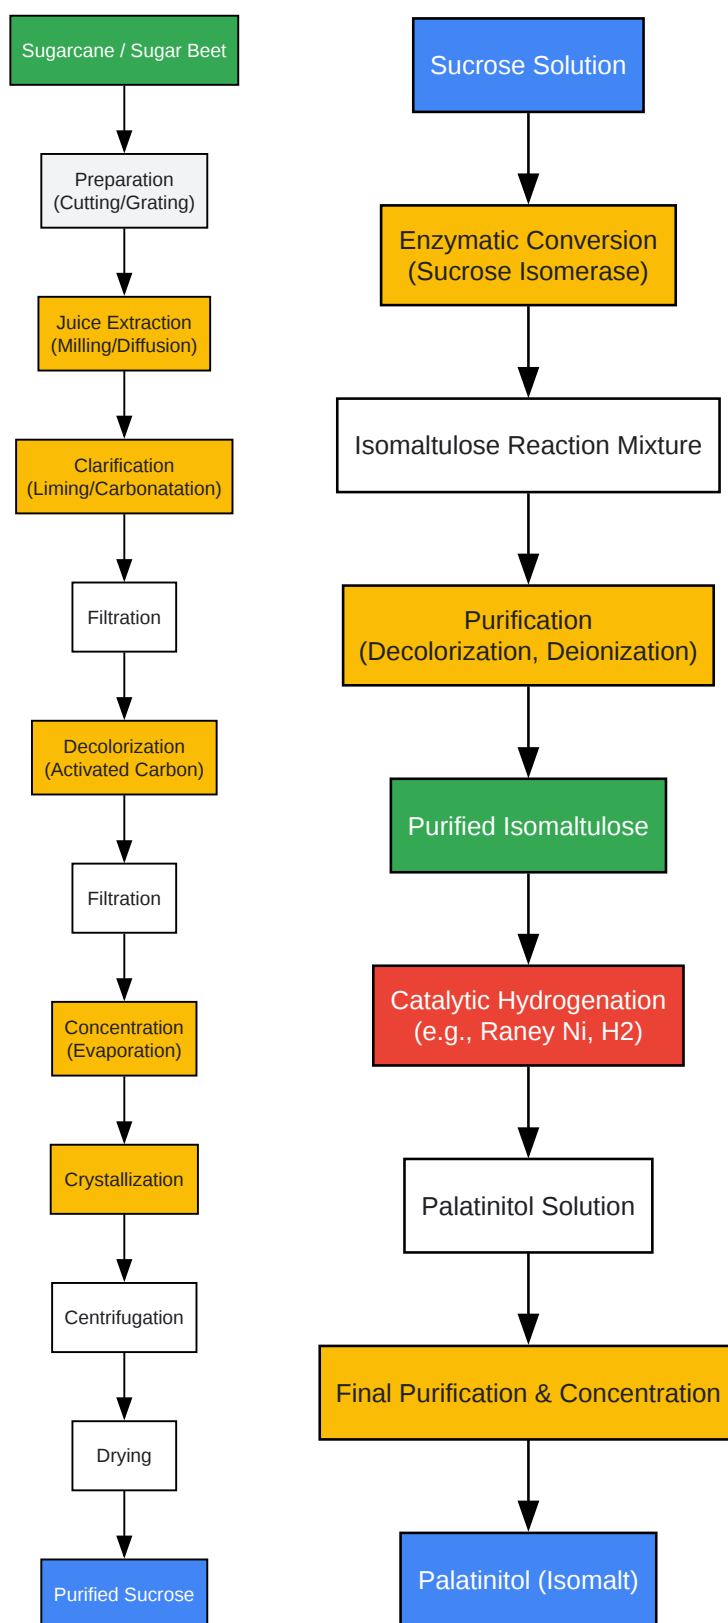 Sugarcane / Sugar Beet
Preparation
(Cutting/Grating)
Juice Extraction
(Milling/Diffusion)
Clarification
(Liming/Carbonatation)
Filtration
Decolorization
(Activated Carbon)
Filtration
Concentration
(Evaporation)
Crystallization
Centrifugation
Drying
Purified Sucrose
Sucrose Solution
Enzymatic Conversion
(Sucrose Isomerase)
Isomaltulose Reaction Mixture
Purification
(Decolorization, Deionization)
Purified Isomaltulose
Catalytic Hydrogenation
(e.g., Raney Ni, H2)
Palatinitol Solution
Final Purification & Concentration
Palatinitol (Isomalt)